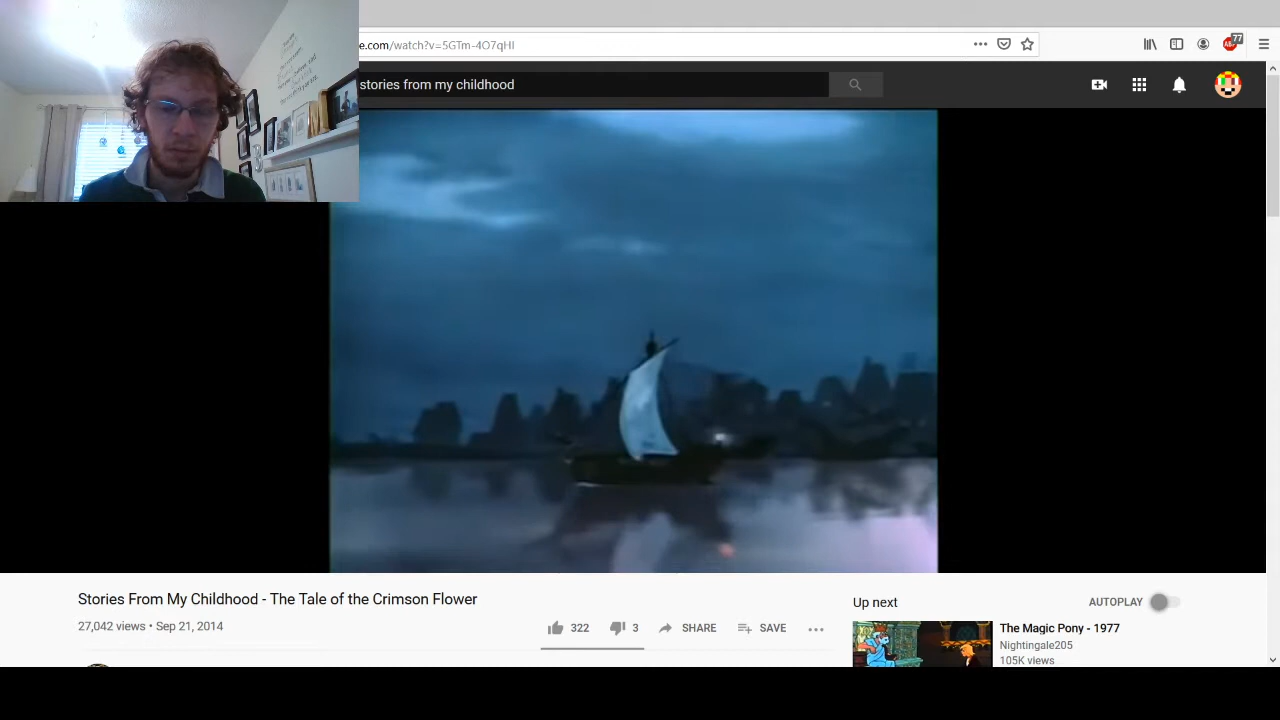 e.com/watch?v=5GTm-4O7qHI
77
stories from my childhood
Stories From My Childhood - The Tale of the Crimson Flower
27,042 views • Sep 21, 2014
322
3
SHARE
SAVE
Up next
AUTOPLAY
The Magic Pony - 1977
Nightingale205
105K views